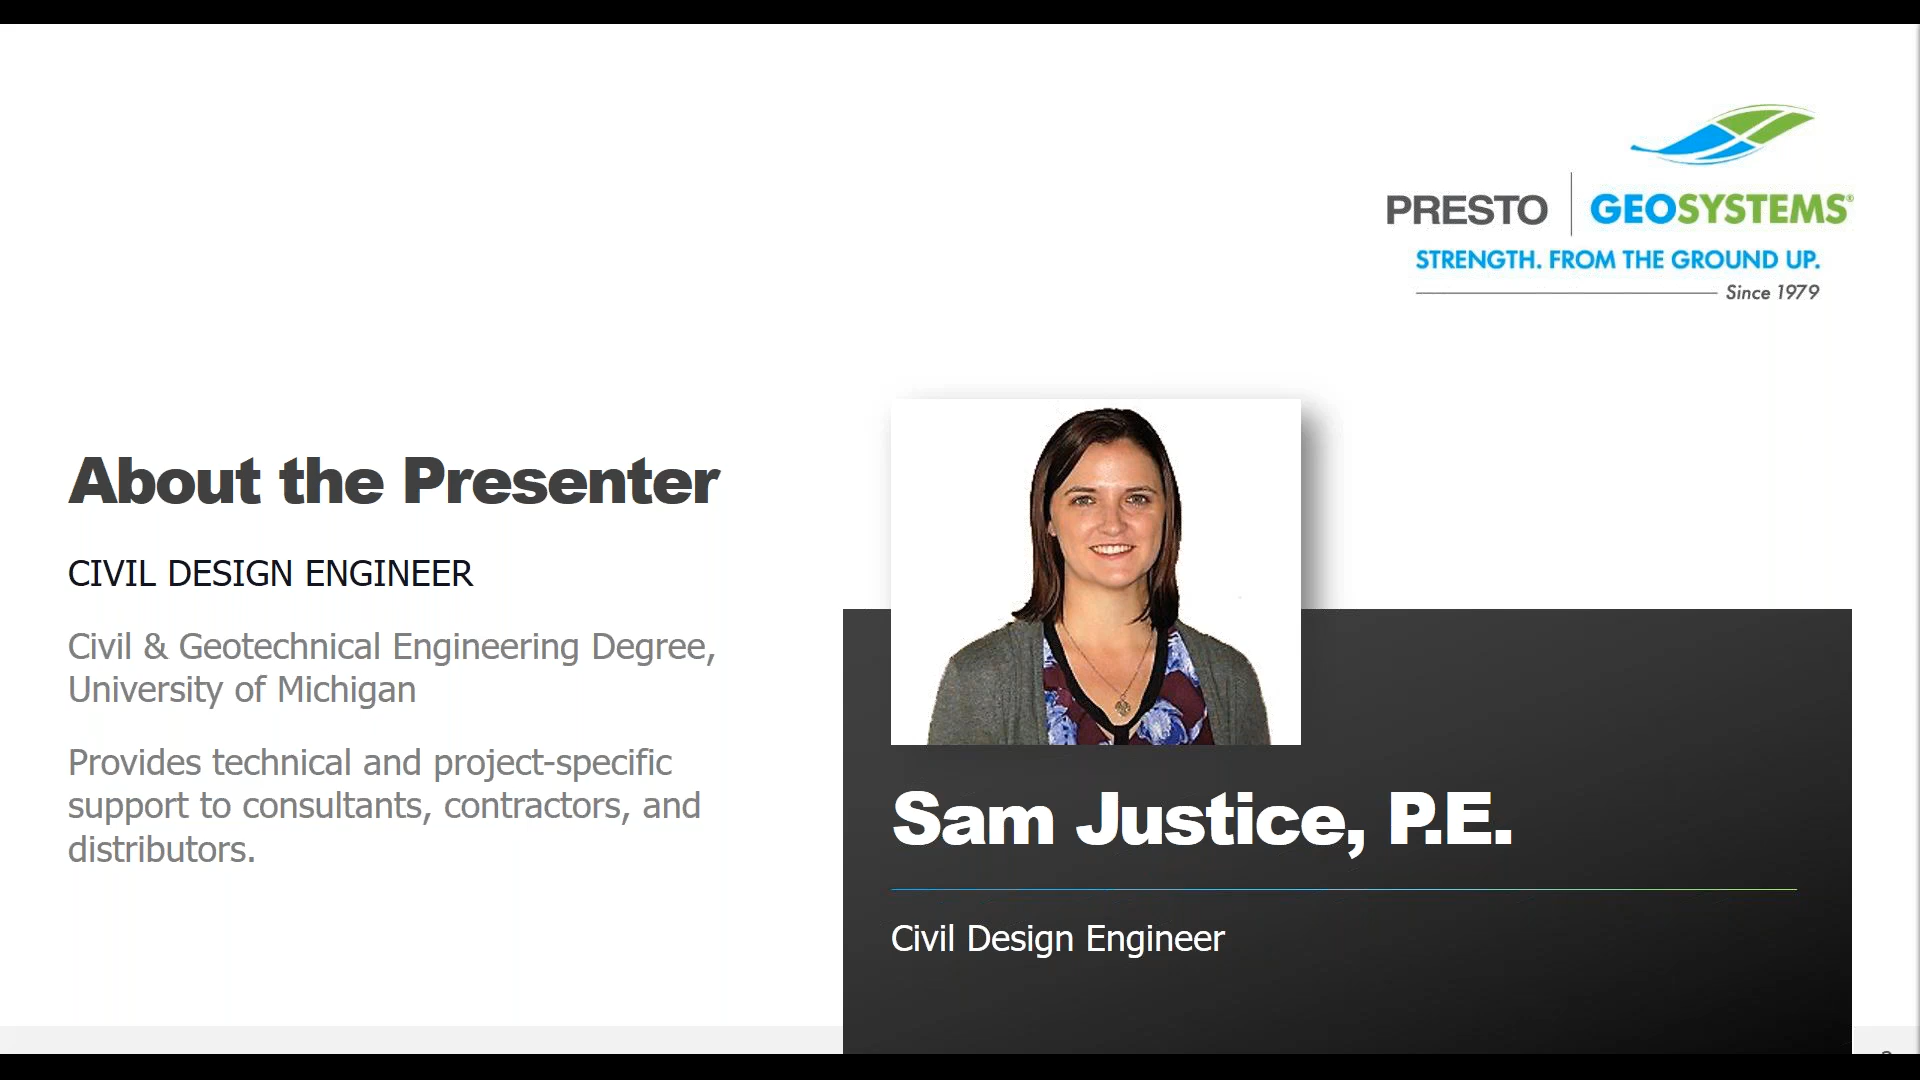 PRESTO | GEOSYSTEMS®
STRENGTH. FROM THE GROUND UP.
Since 1979
About the Presenter
CIVIL DESIGN ENGINEER
Civil & Geotechnical Engineering Degree,
University of Michigan
Provides technical and project-specific
support to consultants, contractors, and
distributors.
Sam Justice, P.E.
Civil Design Engineer